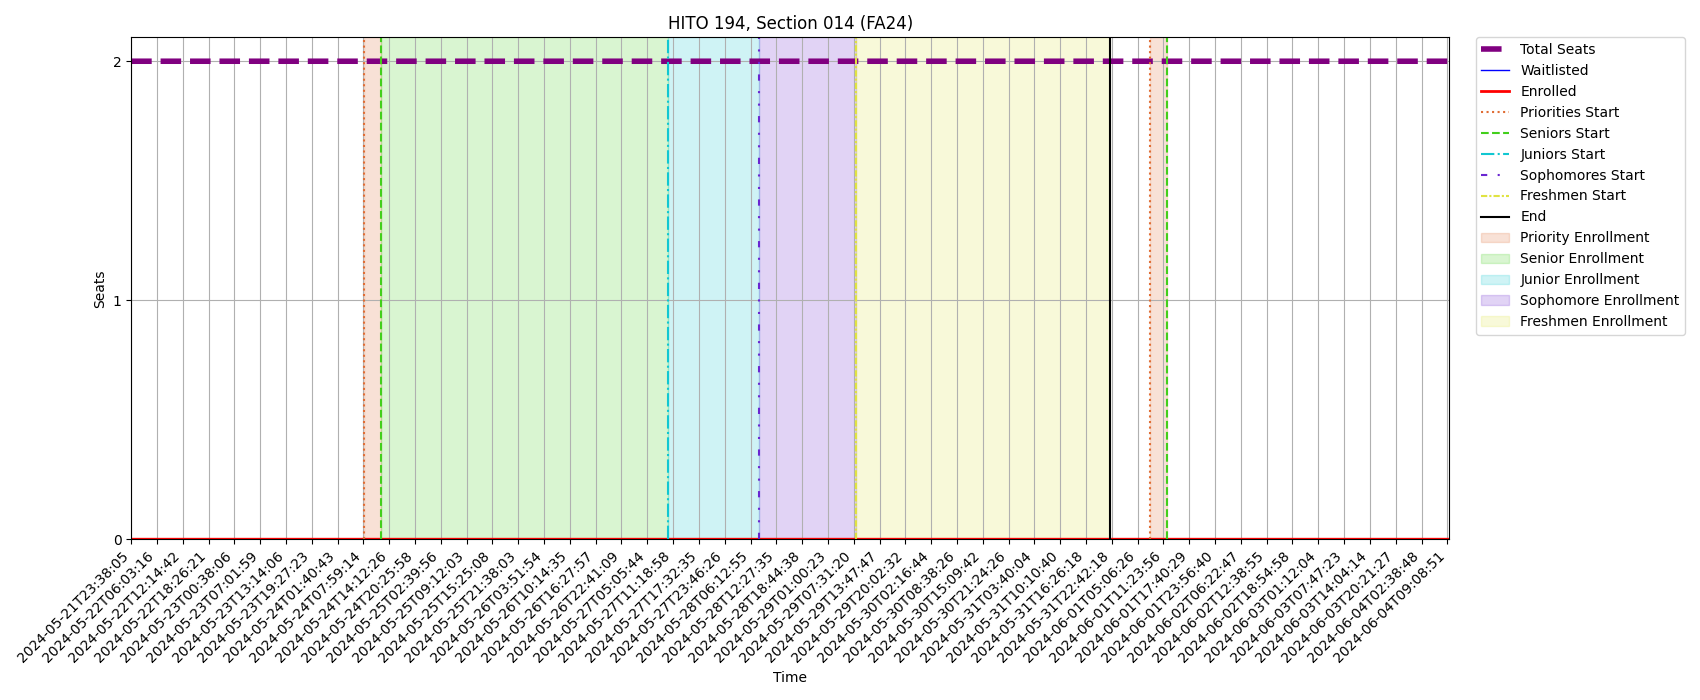 HITO 194, Section 014 (FA24)
Seats
2
1
0
2024-05-21T23:38:05
2024-05-22T06:03:16
2024-05-22T12:14:42
2024-05-22T18:26:21
2024-05-23T00:38:06
2024-05-23T07:01:59
2024-05-23T13:14:06
2024-05-23T19:27:23
2024-05-24T01:40:43
2024-05-24T07:59:14
2024-05-24T14:12:26
2024-05-24T20:25:58
2024-05-25T02:39:56
2024-05-25T09:12:03
2024-05-25T15:25:08
2024-05-25T21:38:03
2024-05-26T03:51:54
2024-05-26T10:14:35
2024-05-26T16:27:57
2024-05-26T22:41:09
2024-05-27T05:05:44
2024-05-27T11:18:58
2024-05-27T17:32:35
2024-05-27T23:46:26
2024-05-28T06:12:55
2024-05-28T12:27:35
2024-05-28T18:44:38
2024-05-29T01:00:23
2024-05-29T07:31:20
2024-05-29T13:47:47
2024-05-29T20:02:32
2024-05-30T02:16:44
2024-05-30T08:38:26
2024-05-30T15:09:42
2024-05-30T21:24:26
2024-05-31T03:40:04
2024-05-31T10:10:40
2024-05-31T16:26:18
2024-05-31T22:42:18
2024-06-01T05:06:26
2024-06-01T11:23:56
2024-06-01T17:40:29
2024-06-01T23:56:40
2024-06-02T06:22:47
2024-06-02T12:38:55
2024-06-02T18:54:58
2024-06-03T01:12:04
2024-06-03T07:47:23
2024-06-03T14:04:14
2024-06-03T20:21:27
2024-06-04T02:38:48
2024-06-04T09:08:51
Time
Total Seats
Waitlisted
Enrolled
Priorities Start
Seniors Start
Juniors Start
Sophomores Start
Freshmen Start
End
Priority Enrollment
Senior Enrollment
Junior Enrollment
Sophomore Enrollment
Freshmen Enrollment